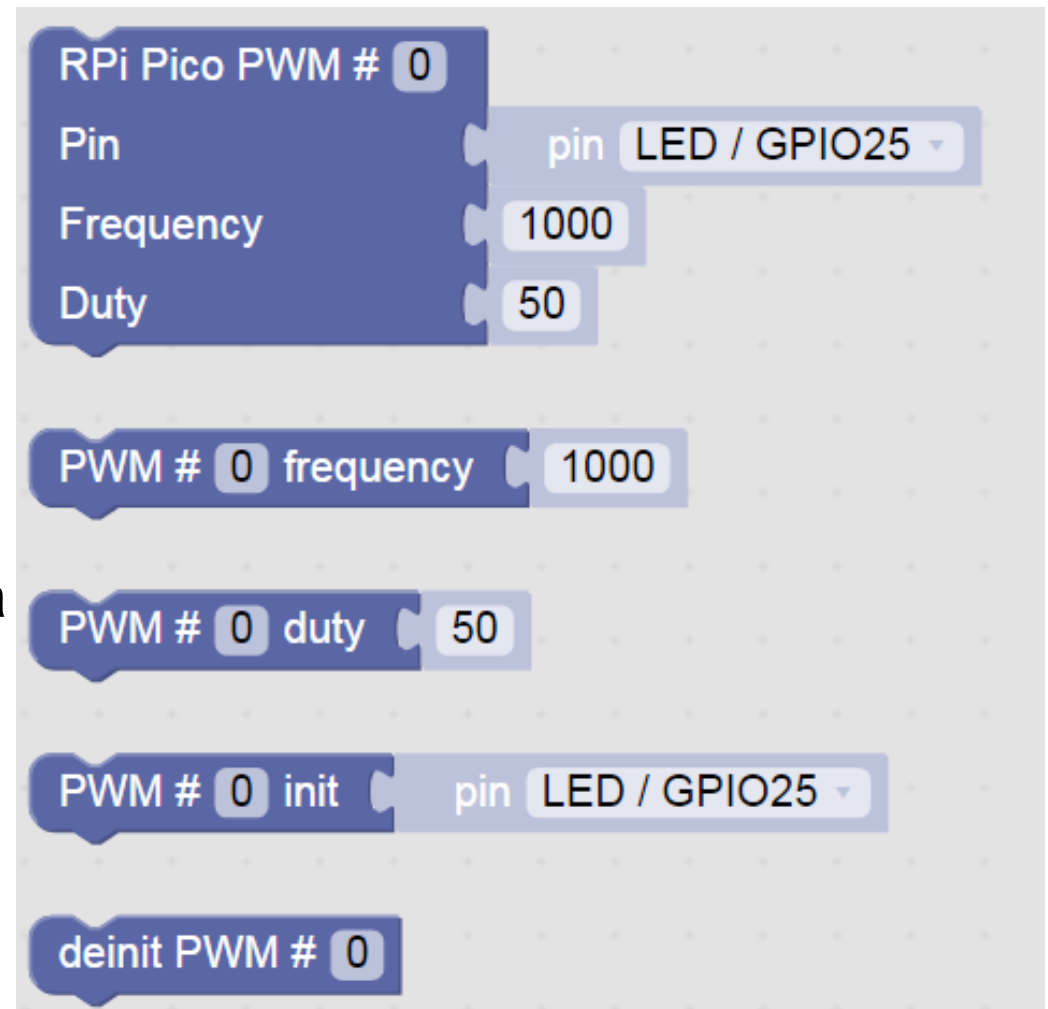 RPi Pico PWM # 0
Pin pin LED / GPIO25
Frequency 1000
Duty 50
PWM # 0 frequency 1000
PWM # 0 duty 50
PWM # 0 init pin LED / GPIO25
deinit PWM # 0